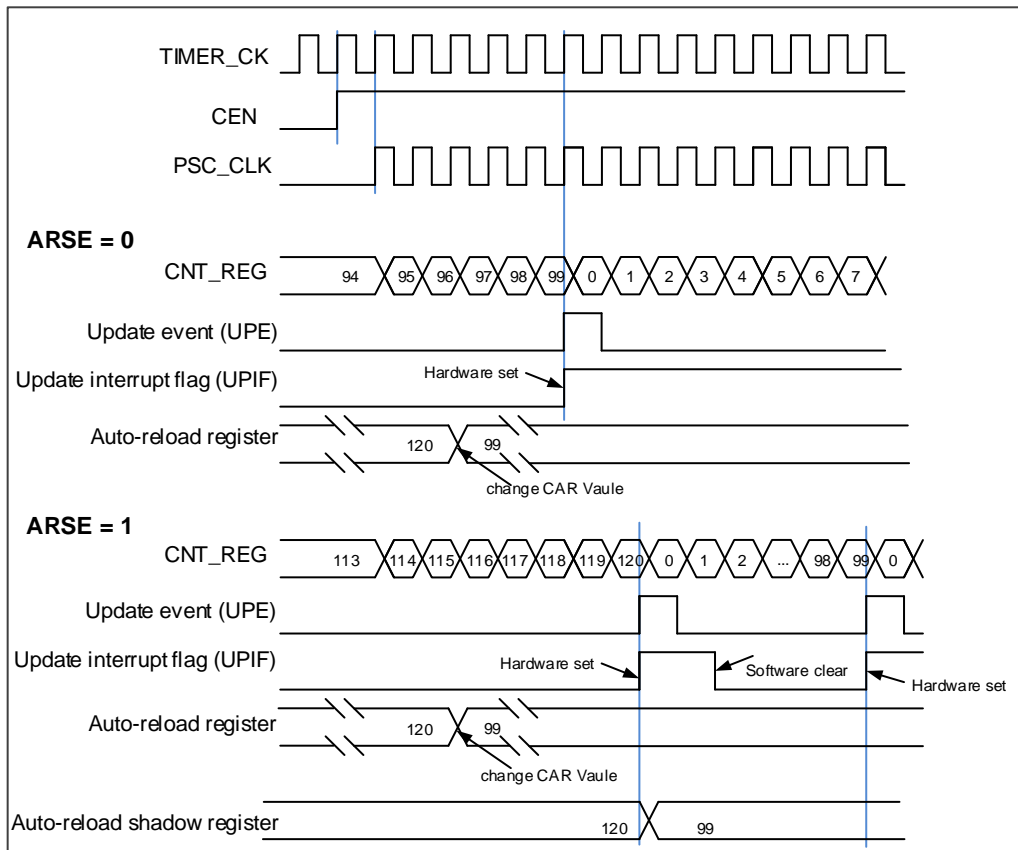 TIMER_CK
CEN
PSC_CLK
ARSE = 0
CNT_REG 94 95 96 97 98 99 0 1 2 3 4 5 6 7
Update event (UPE)
Update interrupt flag (UPIF) Hardware set
Auto-reload register 120 99
change CAR Vaule
ARSE = 1
CNT_REG 113 114 115 116 117 118 119 120 0 1 2 ... 98 99 0
Update event (UPE)
Update interrupt flag (UPIF) Hardware set Software clear Hardware set
Auto-reload register 120 99
change CAR Vaule
Auto-reload shadow register 120 99